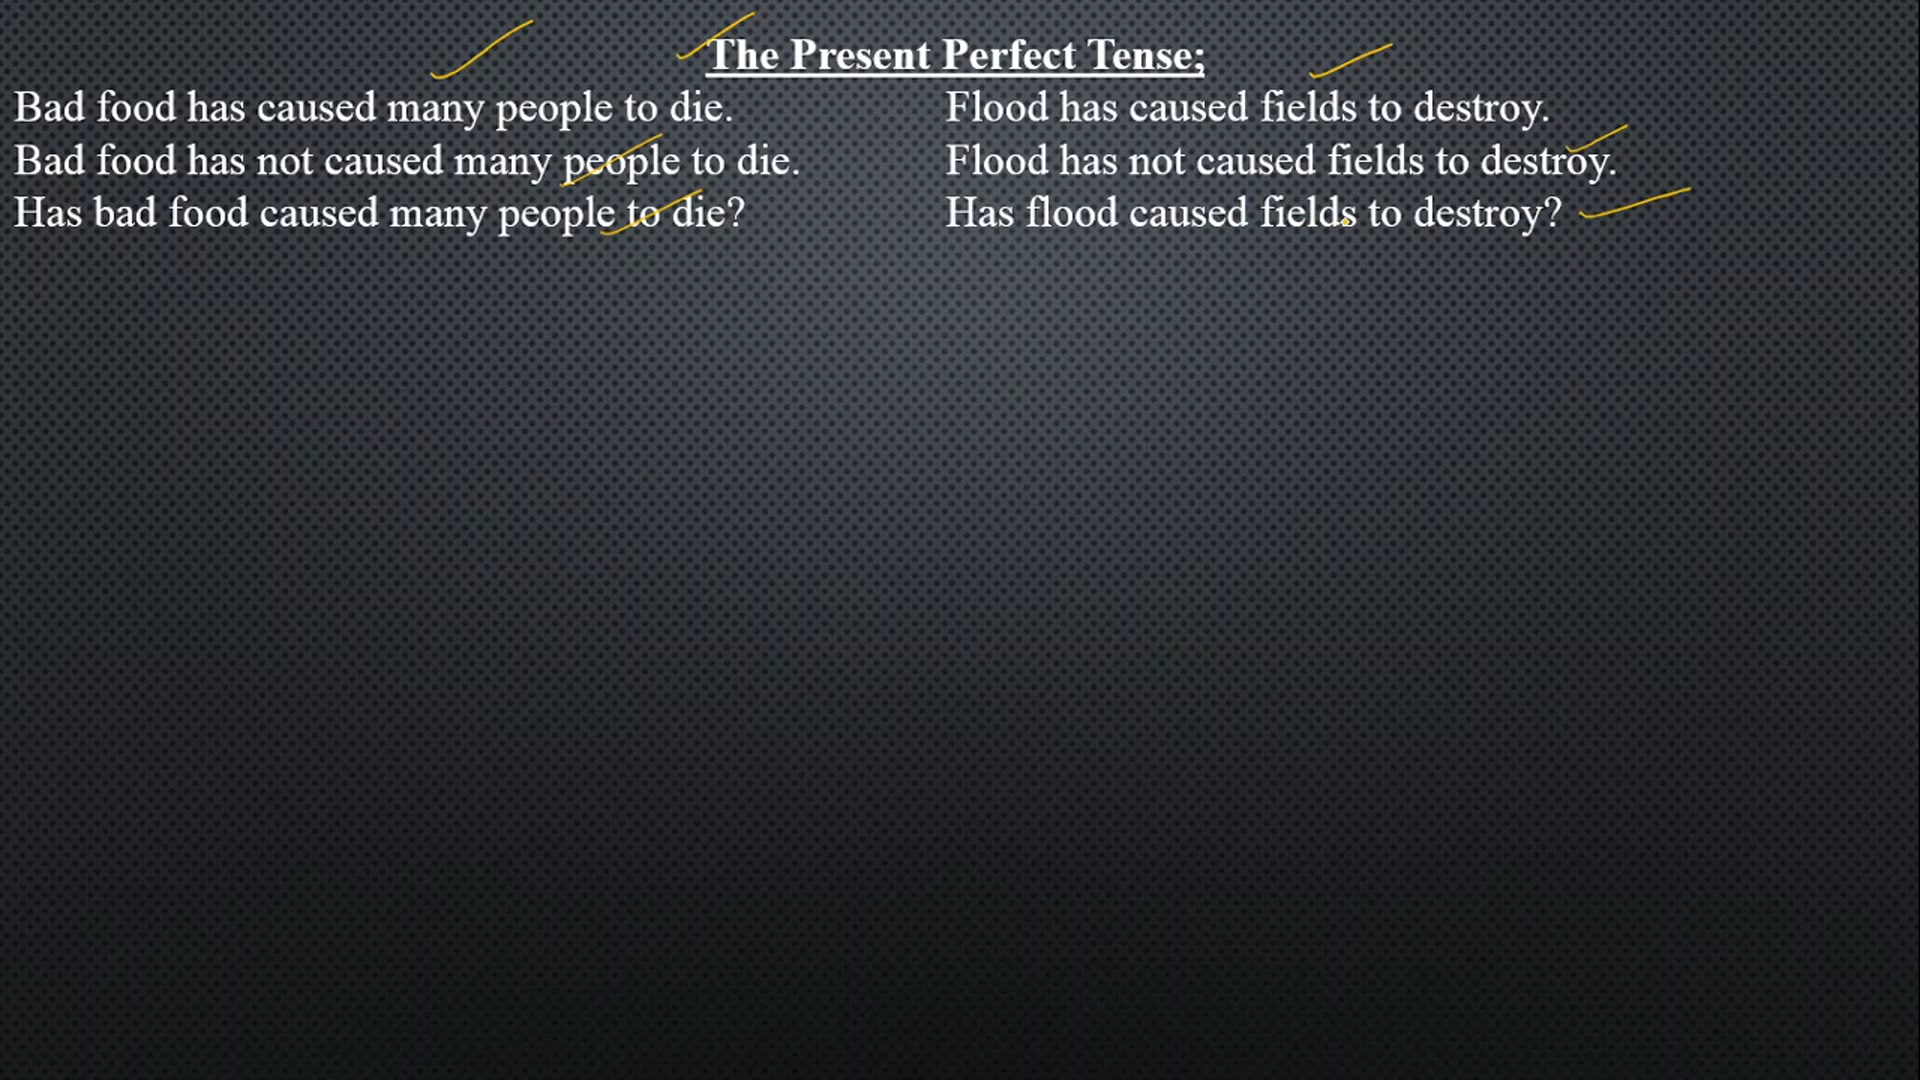 The Present Perfect Tense;
Bad food has caused many people to die.
Bad food has not caused many people to die.
Has bad food caused many people to die?
Flood has caused fields to destroy.
Flood has not caused fields to destroy.
Has flood caused fields to destroy?